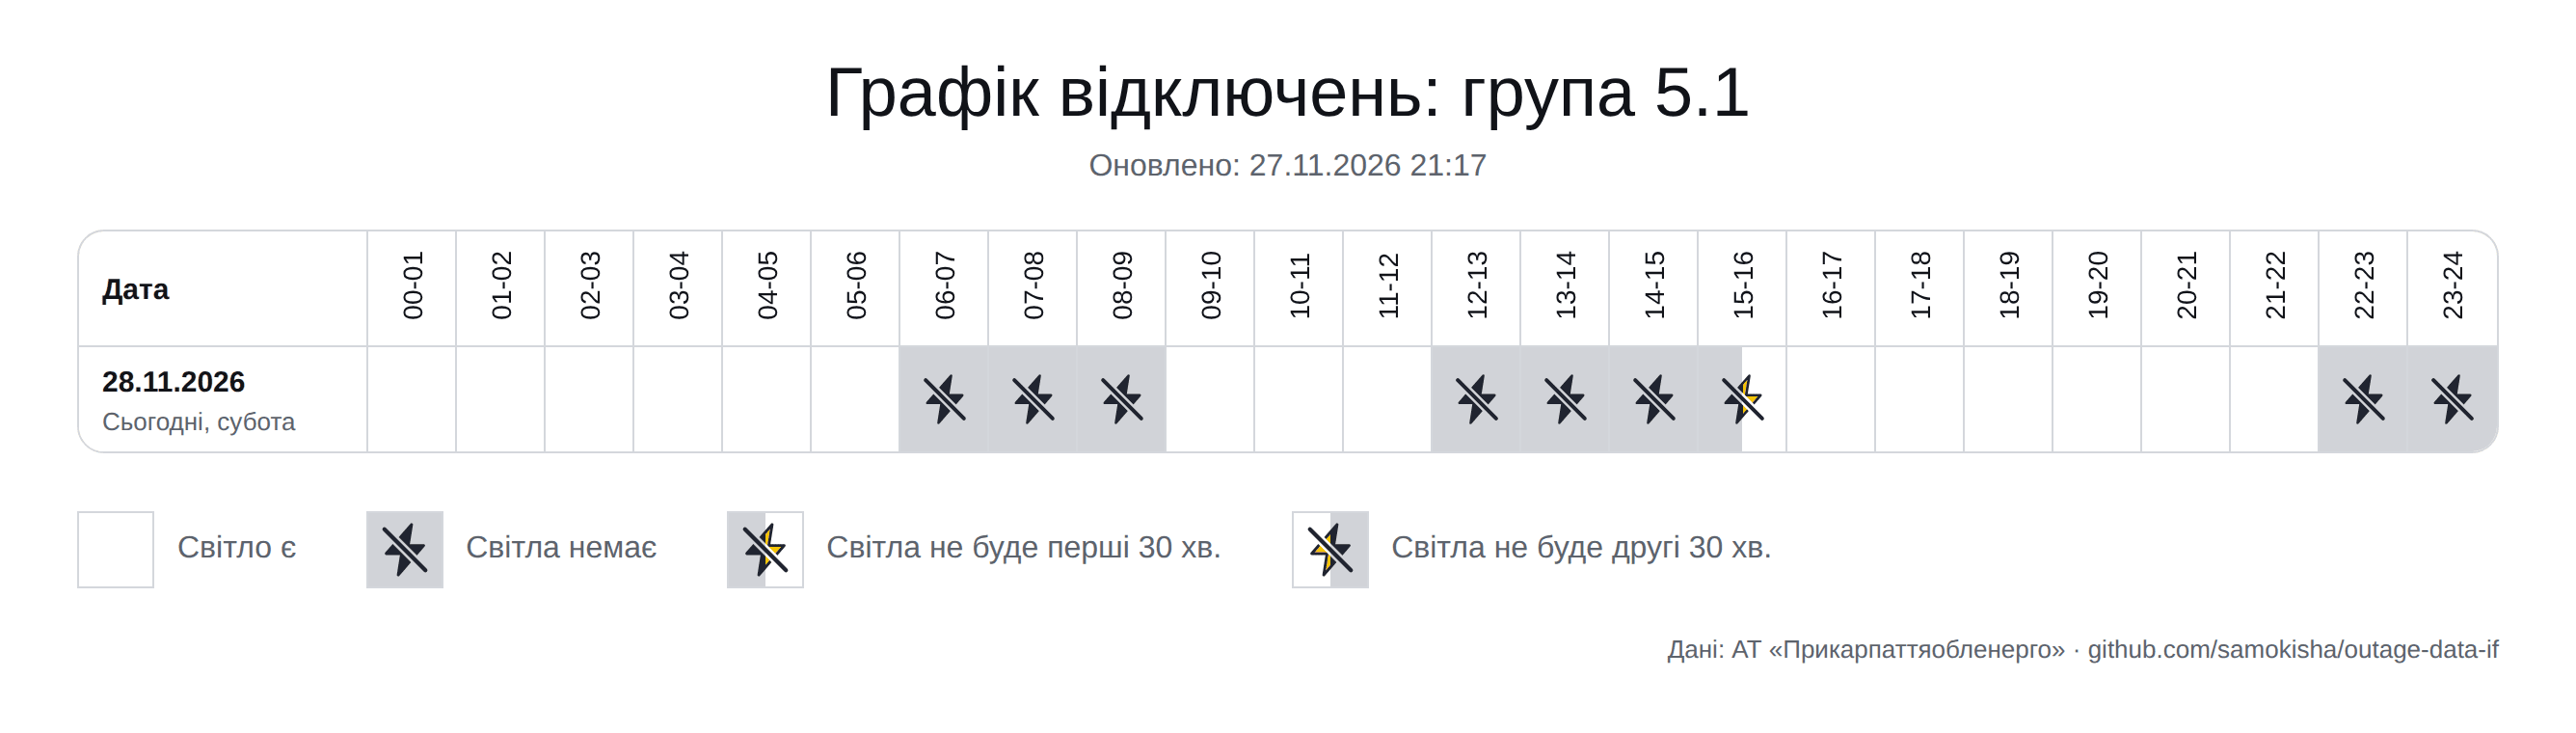 Графік відключень: група 5.1
Оновлено: 27.11.2026 21:17
Дата 00-01 01-02 02-03 03-04 04-05 05-06 06-07 07-08 08-09 09-10 10-11 11-12 12-13 13-14 14-15 15-16 16-17 17-18 18-19 19-20 20-21 21-22 22-23 23-24
28.11.2026
Сьогодні, субота
Світло є Світла немає Світла не буде перші 30 хв. Світла не буде другі 30 хв.
Дані: АТ «Прикарпаттяобленерго» · github.com/samokisha/outage-data-if